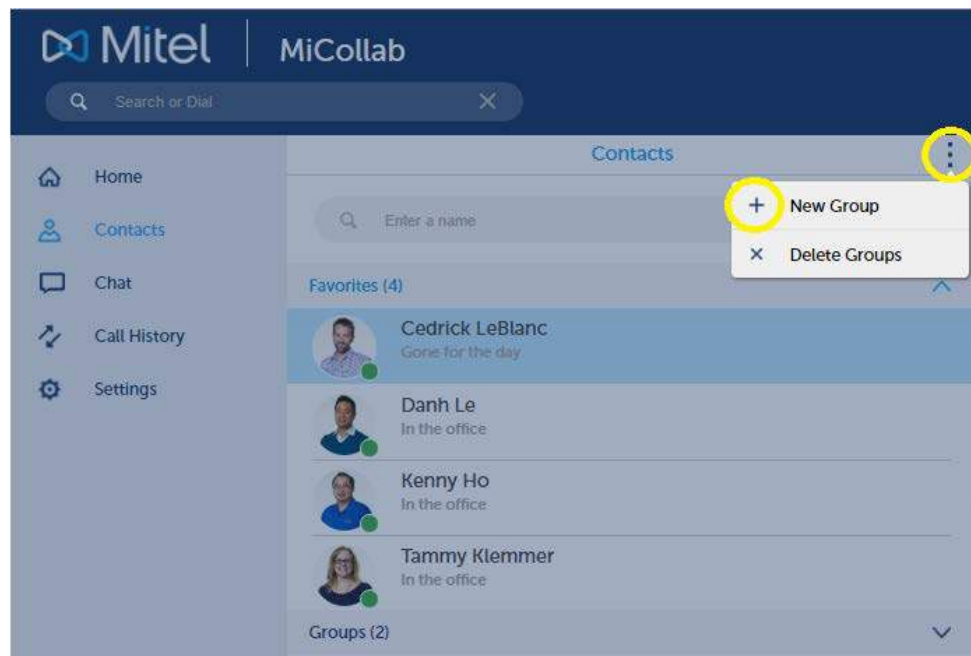 Mitel MiCollab
Search or Dial
Home
Contacts
Chat
Call History
Settings
Contacts
New Group
Delete Groups
Enter a name
Favorites (4)
Cedrick LeBlanc
Gone for the day
Danh Le
In the office
Kenny Ho
In the office
Tammy Klemmer
In the office
Groups (2)